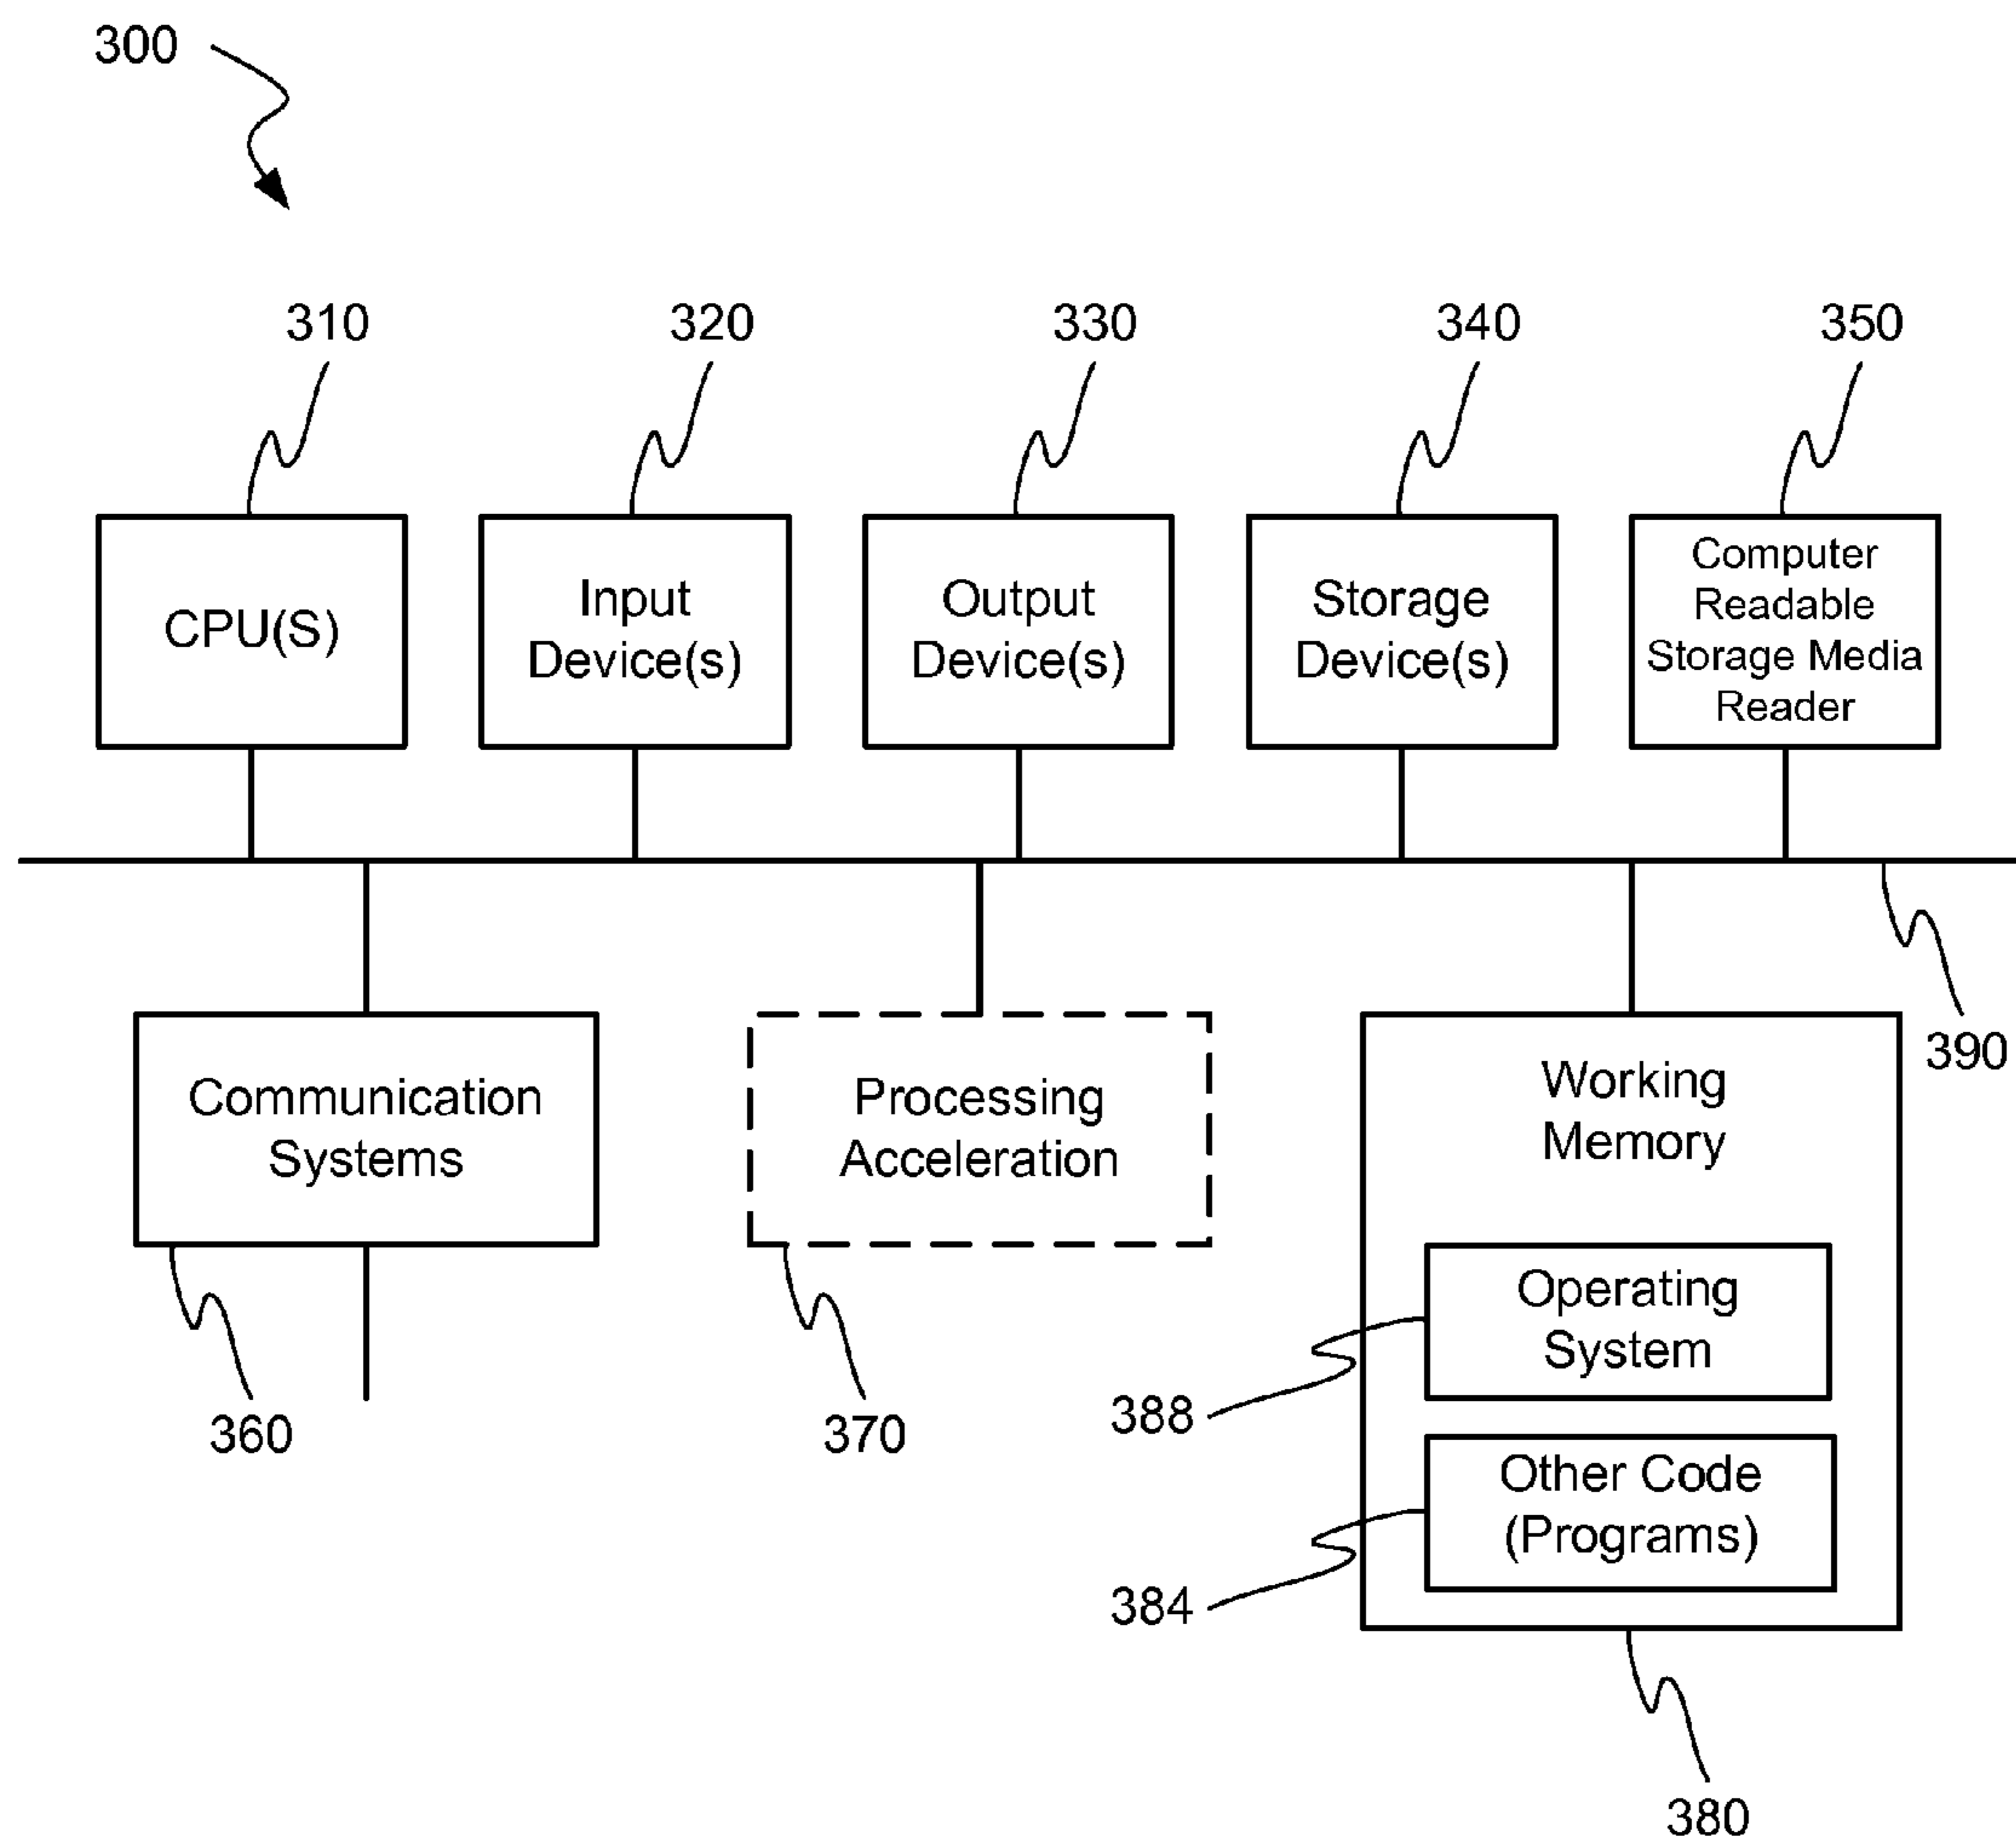 300
310
320
330
340
350
CPU(S)
Input
Device(s)
Output
Device(s)
Storage
Device(s)
Computer
Readable
Storage Media
Reader
390
Communication
Systems
Processing
Acceleration
Working
Memory
Operating
System
388
360
370
Other Code
(Programs)
384
380